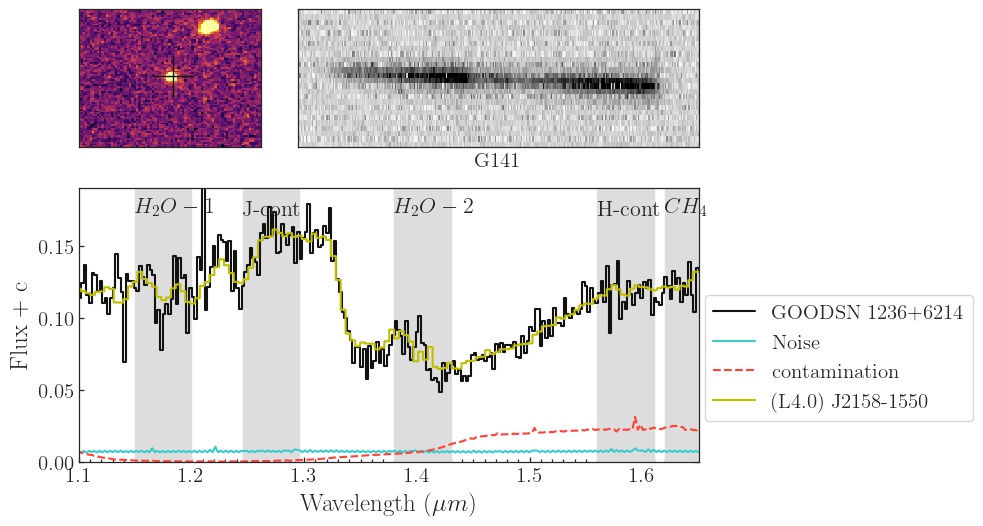 G141
H₂O − 1
J-cont
H₂O − 2
H-cont
CH₄
0.15
0.10
0.05
0.00
Flux + c
1.1
1.2
1.3
1.4
1.5
1.6
Wavelength (μm)
GOODSN 1236+6214
Noise
contamination
(L4.0) J2158-1550